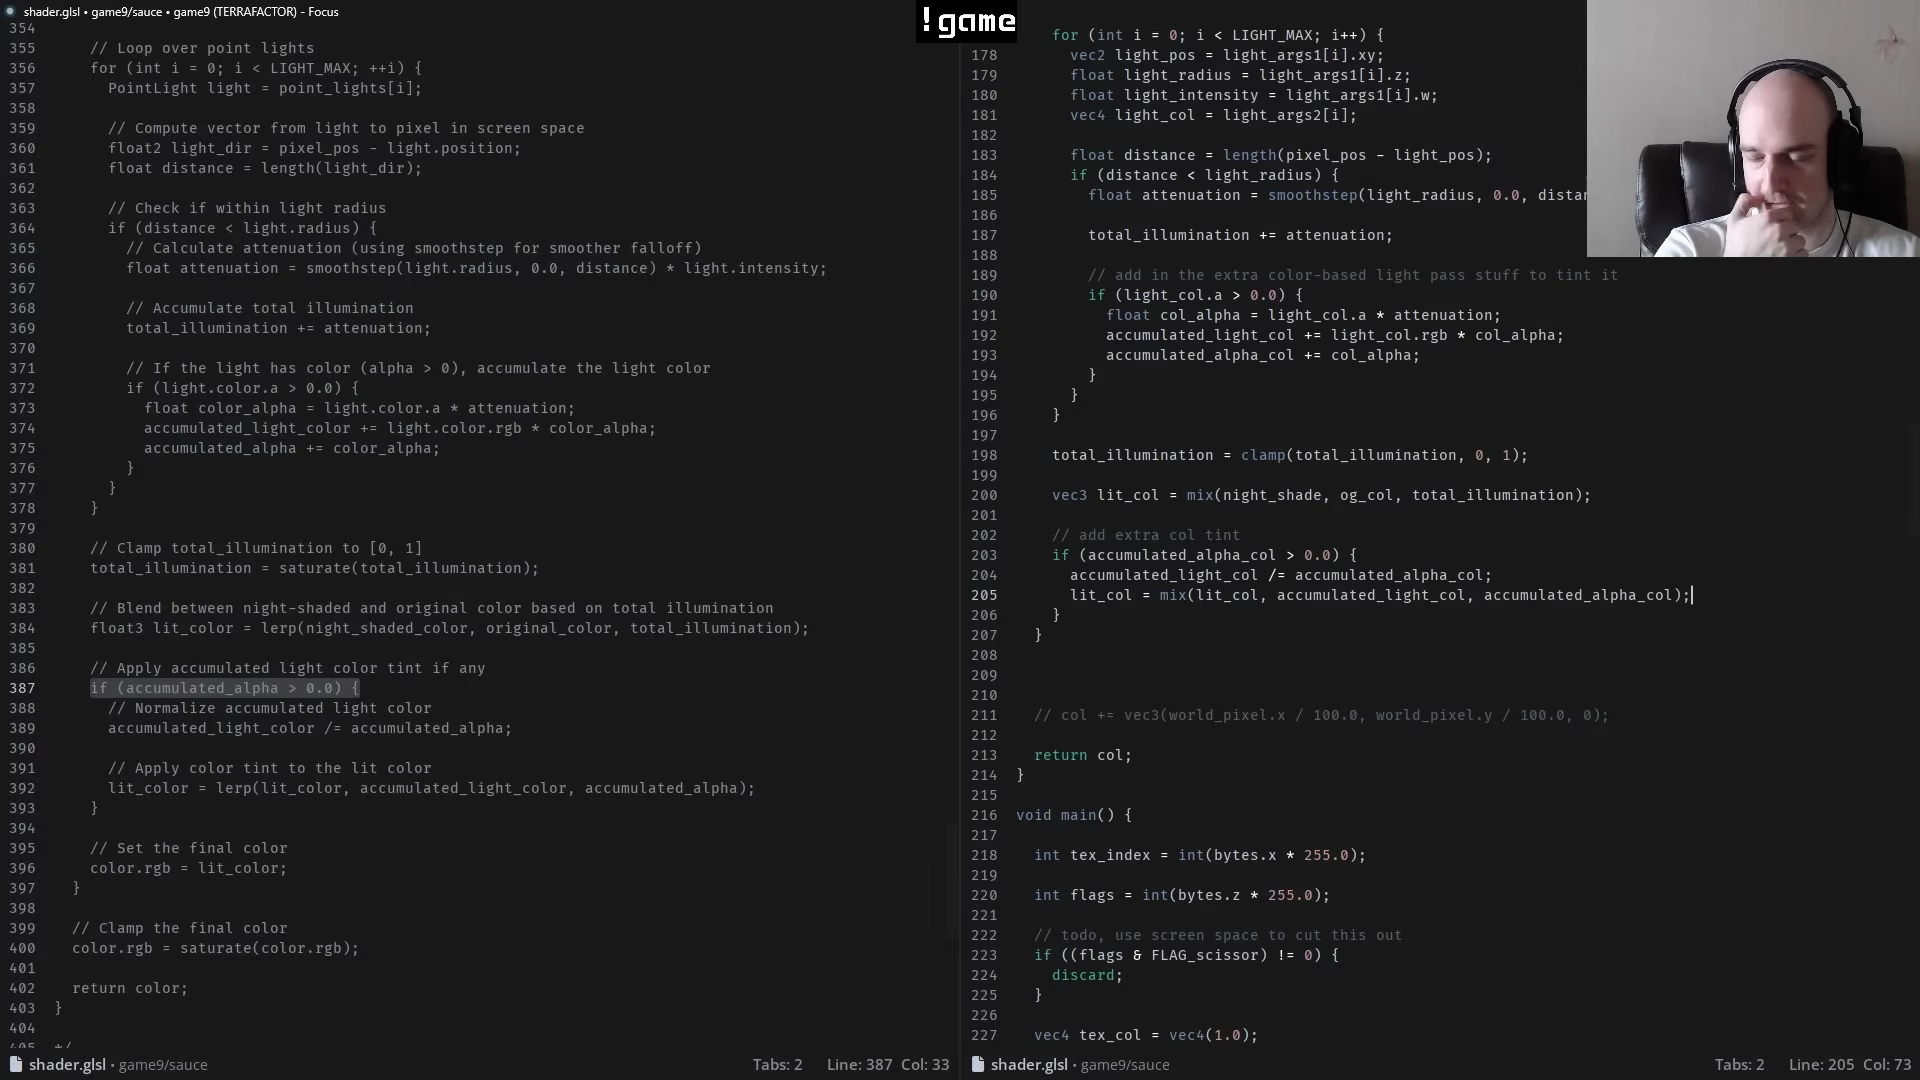 shader.glsl • game9/sauce • game9 (TERRAFACTOR) - Focus
!game
354
355 // Loop over point lights
356 for (int i = 0; i < LIGHT_MAX; ++i) {
357 PointLight light = point_lights[i];
358
359 // Compute vector from light to pixel in screen space
360 float2 light_dir = pixel_pos - light.position;
361 float distance = length(light_dir);
362
363 // Check if within light radius
364 if (distance < light.radius) {
365 // Calculate attenuation (using smoothstep for smoother falloff)
366 float attenuation = smoothstep(light.radius, 0.0, distance) * light.intensity;
367
368 // Accumulate total illumination
369 total_illumination += attenuation;
370
371 // If the light has color (alpha > 0), accumulate the light color
372 if (light.color.a > 0.0) {
373 float color_alpha = light.color.a * attenuation;
374 accumulated_light_color += light.color.rgb * color_alpha;
375 accumulated_alpha += color_alpha;
376 }
377 }
378 }
379
380 // Clamp total_illumination to [0, 1]
381 total_illumination = saturate(total_illumination);
382
383 // Blend between night-shaded and original color based on total illumination
384 float3 lit_color = lerp(night_shaded_color, original_color, total_illumination);
385
386 // Apply accumulated light color tint if any
387 if (accumulated_alpha > 0.0) {
388 // Normalize accumulated light color
389 accumulated_light_color /= accumulated_alpha;
390
391 // Apply color tint to the lit color
392 lit_color = lerp(lit_color, accumulated_light_color, accumulated_alpha);
393 }
394
395 // Set the final color
396 color.rgb = lit_color;
397 }
398
399 // Clamp the final color
400 color.rgb = saturate(color.rgb);
401
402 return color;
403 }
404
405 */
shader.glsl • game9/sauce Tabs: 2 Line: 387 Col: 33
for (int i = 0; i < LIGHT_MAX; i++) {
178 vec2 light_pos = light_args1[i].xy;
179 float light_radius = light_args1[i].z;
180 float light_intensity = light_args1[i].w;
181 vec4 light_col = light_args2[i];
182
183 float distance = length(pixel_pos - light_pos);
184 if (distance < light_radius) {
185 float attenuation = smoothstep(light_radius, 0.0, distan
186
187 total_illumination += attenuation;
188
189 // add in the extra color-based light pass stuff to tint it
190 if (light_col.a > 0.0) {
191 float col_alpha = light_col.a * attenuation;
192 accumulated_light_col += light_col.rgb * col_alpha;
193 accumulated_alpha_col += col_alpha;
194 }
195 }
196 }
197
198 total_illumination = clamp(total_illumination, 0, 1);
199
200 vec3 lit_col = mix(night_shade, og_col, total_illumination);
201
202 // add extra col tint
203 if (accumulated_alpha_col > 0.0) {
204 accumulated_light_col /= accumulated_alpha_col;
205 lit_col = mix(lit_col, accumulated_light_col, accumulated_alpha_col);
206 }
207 }
208
209
210
211 // col += vec3(world_pixel.x / 100.0, world_pixel.y / 100.0, 0);
212
213 return col;
214 }
215
216 void main() {
217
218 int tex_index = int(bytes.x * 255.0);
219
220 int flags = int(bytes.z * 255.0);
221
222 // todo, use screen space to cut this out
223 if ((flags & FLAG_scissor) != 0) {
224 discard;
225 }
226
227 vec4 tex_col = vec4(1.0);
shader.glsl • game9/sauce Tabs: 2 Line: 205 Col: 73